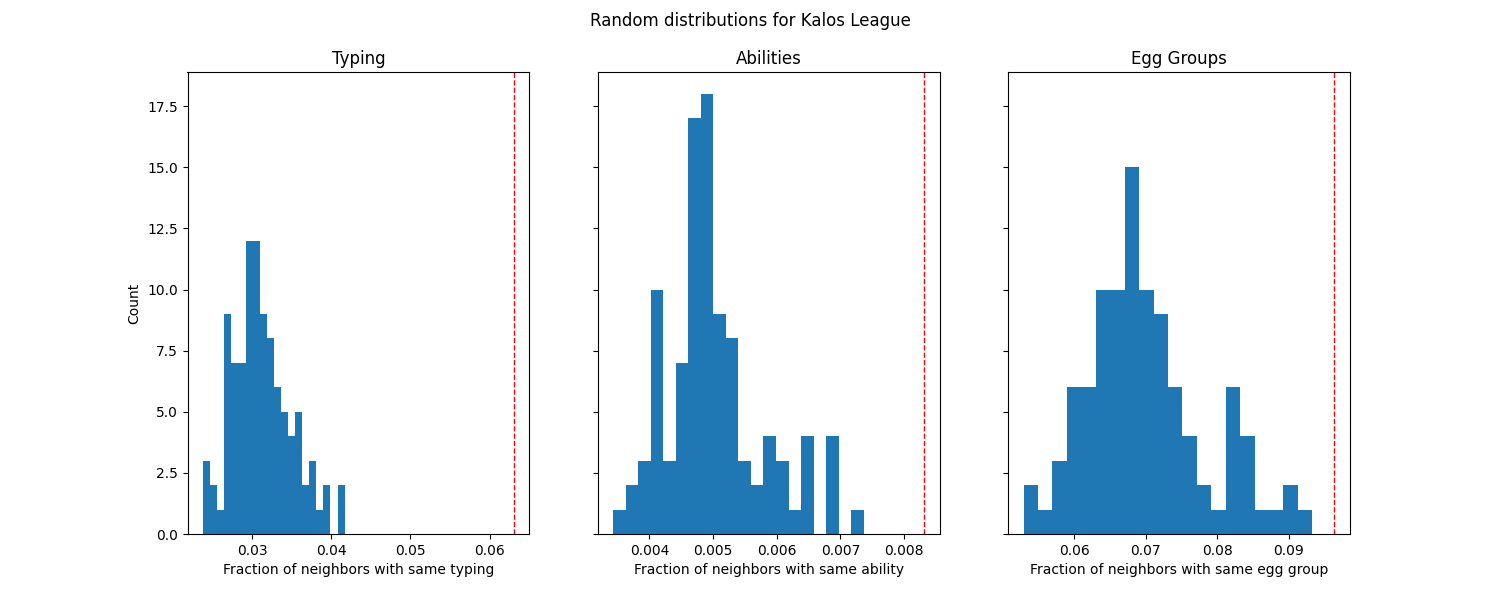 Random distributions for Kalos League
Typing
Abilities
Egg Groups
Count
17.5
15.0
12.5
10.0
7.5
5.0
2.5
0.0
0.03 0.04 0.05 0.06
0.004 0.005 0.006 0.007 0.008
0.06 0.07 0.08 0.09
Fraction of neighbors with same typing
Fraction of neighbors with same ability
Fraction of neighbors with same egg group